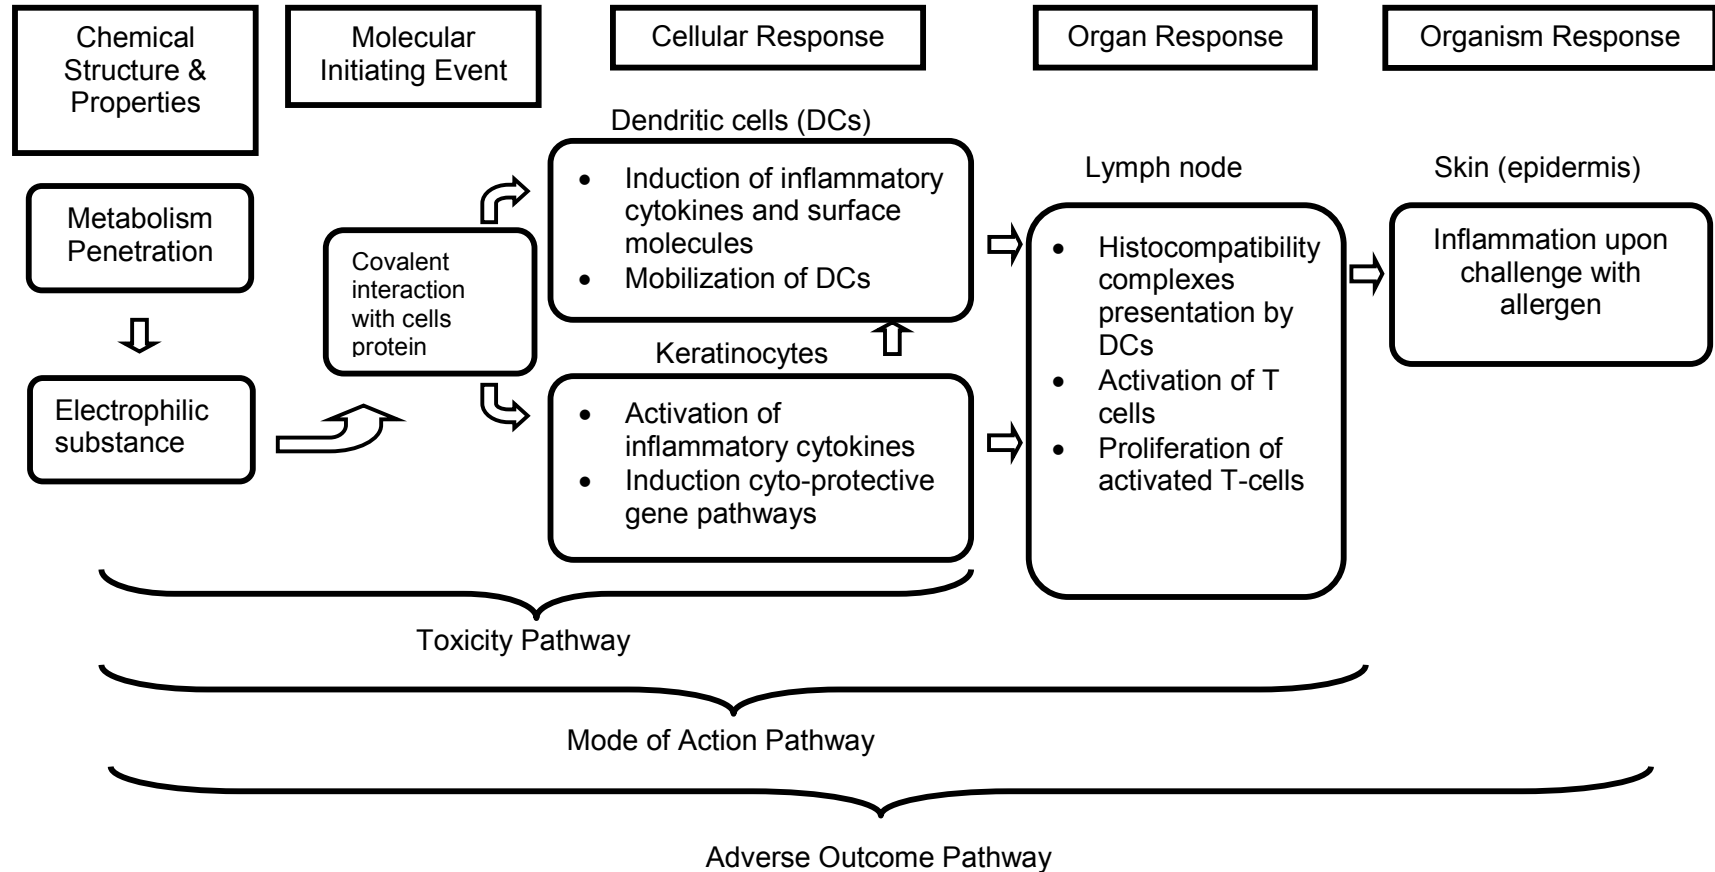 Chemical
Structure &
Properties
Molecular
Initiating Event
Cellular Response
Organ Response
Organism Response
Metabolism
Penetration
Electrophilic
substance
Covalent
interaction
with cells
protein
Dendritic cells (DCs)
• Induction of inflammatory
cytokines and surface
molecules
• Mobilization of DCs
Keratinocytes
• Activation of
inflammatory cytokines
• Induction cyto-protective
gene pathways
Lymph node
• Histocompatibility
complexes
presentation by
DCs
• Activation of T
cells
• Proliferation of
activated T-cells
Skin (epidermis)
Inflammation upon
challenge with
allergen
Toxicity Pathway
Mode of Action Pathway
Adverse Outcome Pathway